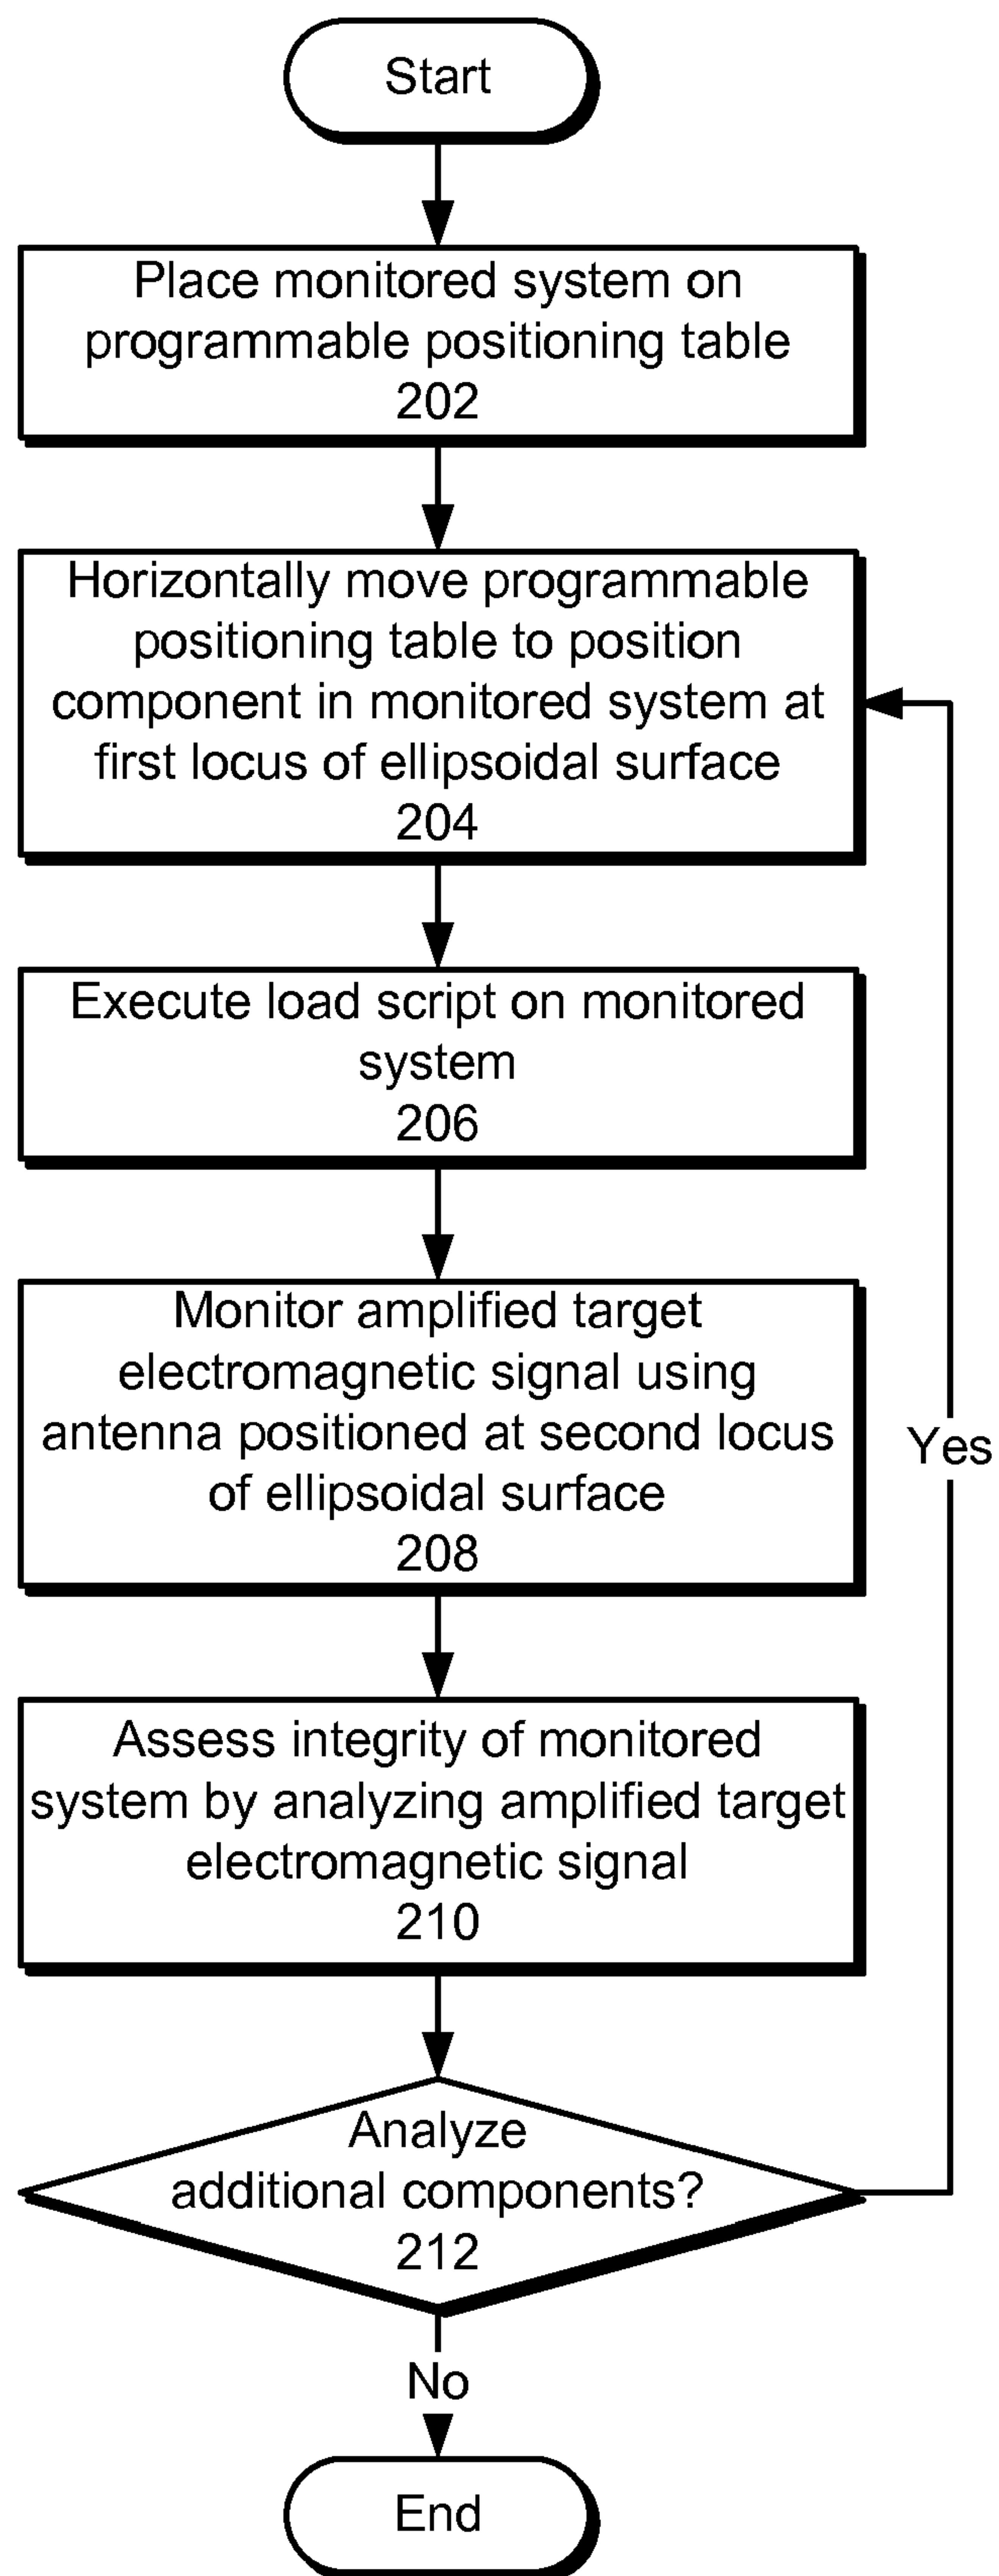 Start
Place monitored system on
programmable positioning table
202
Horizontally move programmable
positioning table to position
component in monitored system at
first locus of ellipsoidal surface
204
Execute load script on monitored
system
206
Monitor amplified target
electromagnetic signal using
antenna positioned at second locus
of ellipsoidal surface
208
Yes
Assess integrity of monitored
system by analyzing amplified target
electromagnetic signal
210
Analyze
additional components?
212
No
End